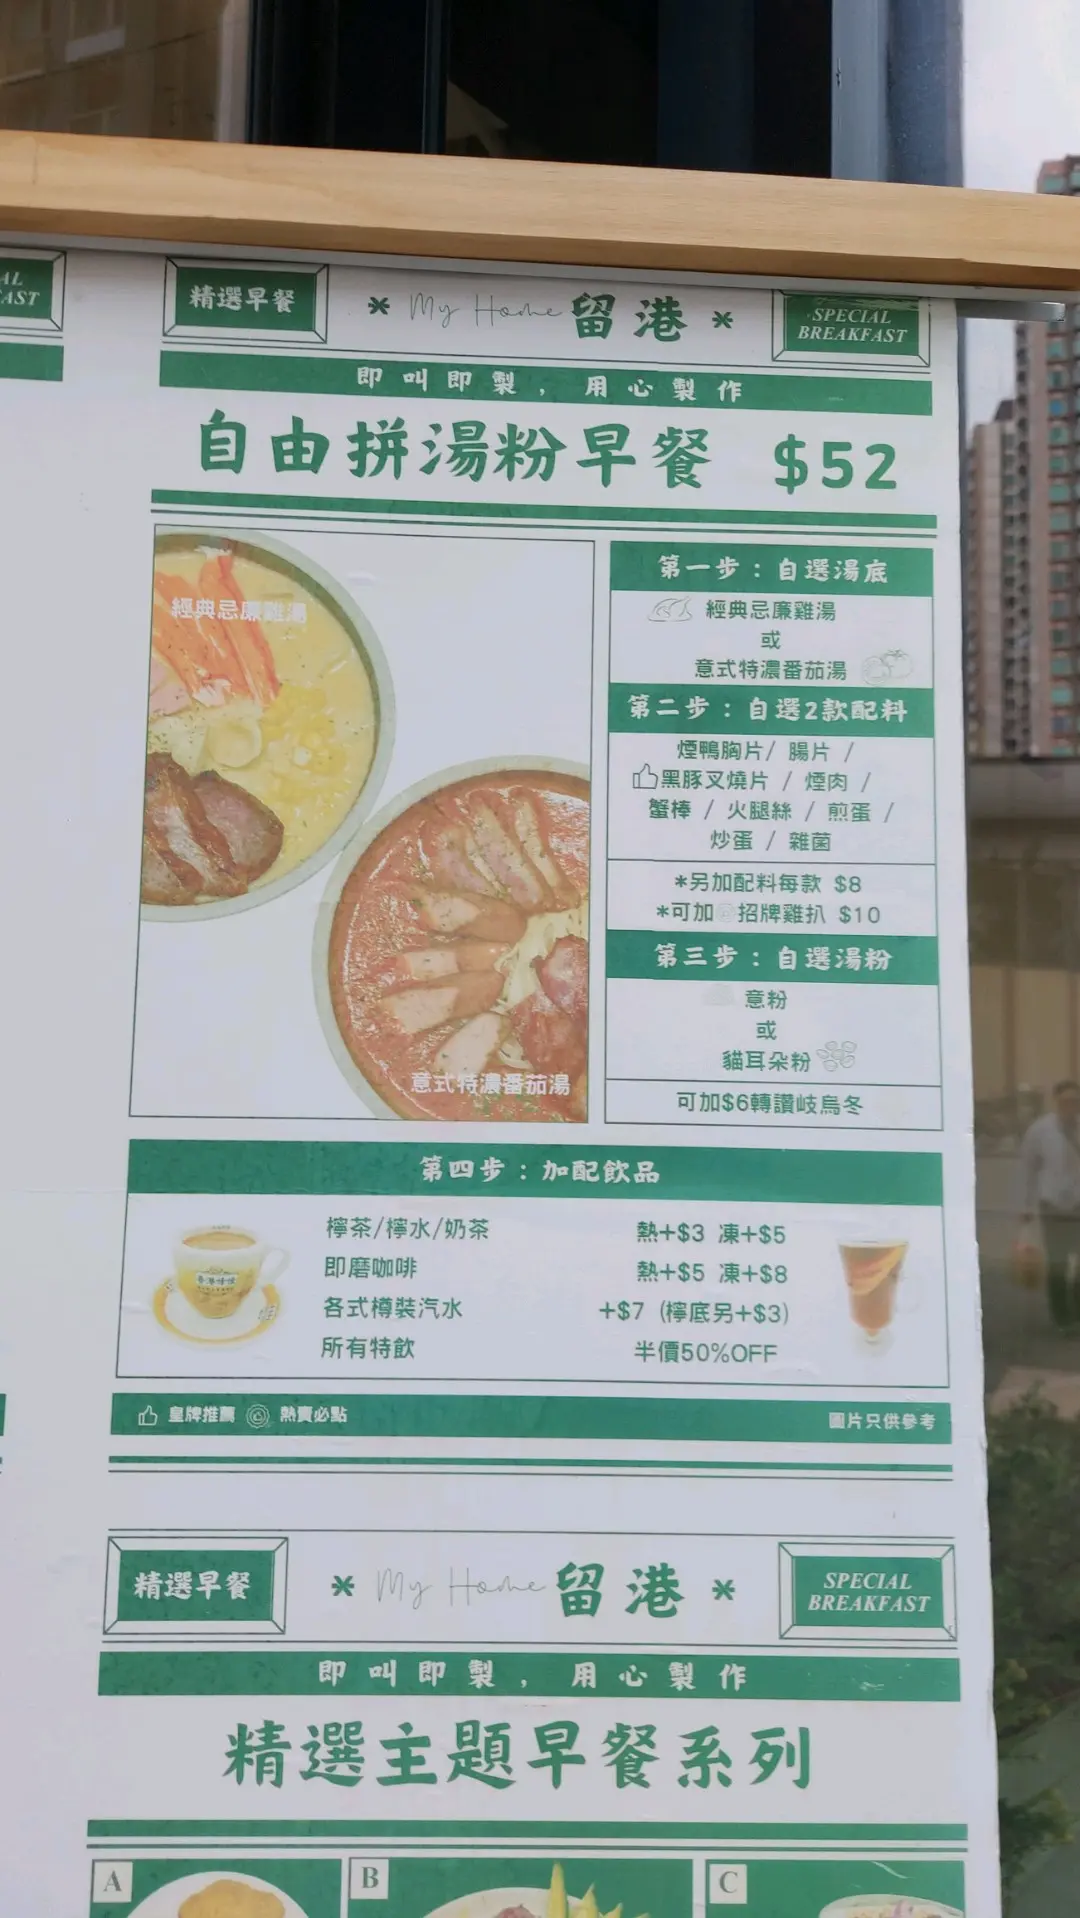 AL
AST
精選早餐
My Home 留港
SPECIAL
BREAKFAST
即叫即製，用心製作
自由拼湯粉早餐 $52
經典忌廉雞湯
意式特濃番茄湯
第一步：自選湯底
經典忌廉雞湯
或
意式特濃番茄湯
第二步：自選2款配料
煙鴨胸片/ 腸片 /
黑豚叉燒片 / 煙肉 /
蟹棒 / 火腿絲 / 煎蛋 /
炒蛋 / 雜菌
*另加配料每款 $8
*可加招牌雞扒 $10
第三步：自選湯粉
意粉
或
貓耳朵粉
可加$6轉讚岐烏冬
第四步：加配飲品
檸茶/檸水/奶茶 熱+$3 凍+$5
即磨咖啡 熱+$5 凍+$8
各式樽裝汽水 +$7 (檸底另+$3)
所有特飲 半價50%OFF
皇牌推薦 熱賣必點 圖片只供參考
精選早餐
My Home 留港
SPECIAL
BREAKFAST
即叫即製，用心製作
精選主題早餐系列
A
B
C